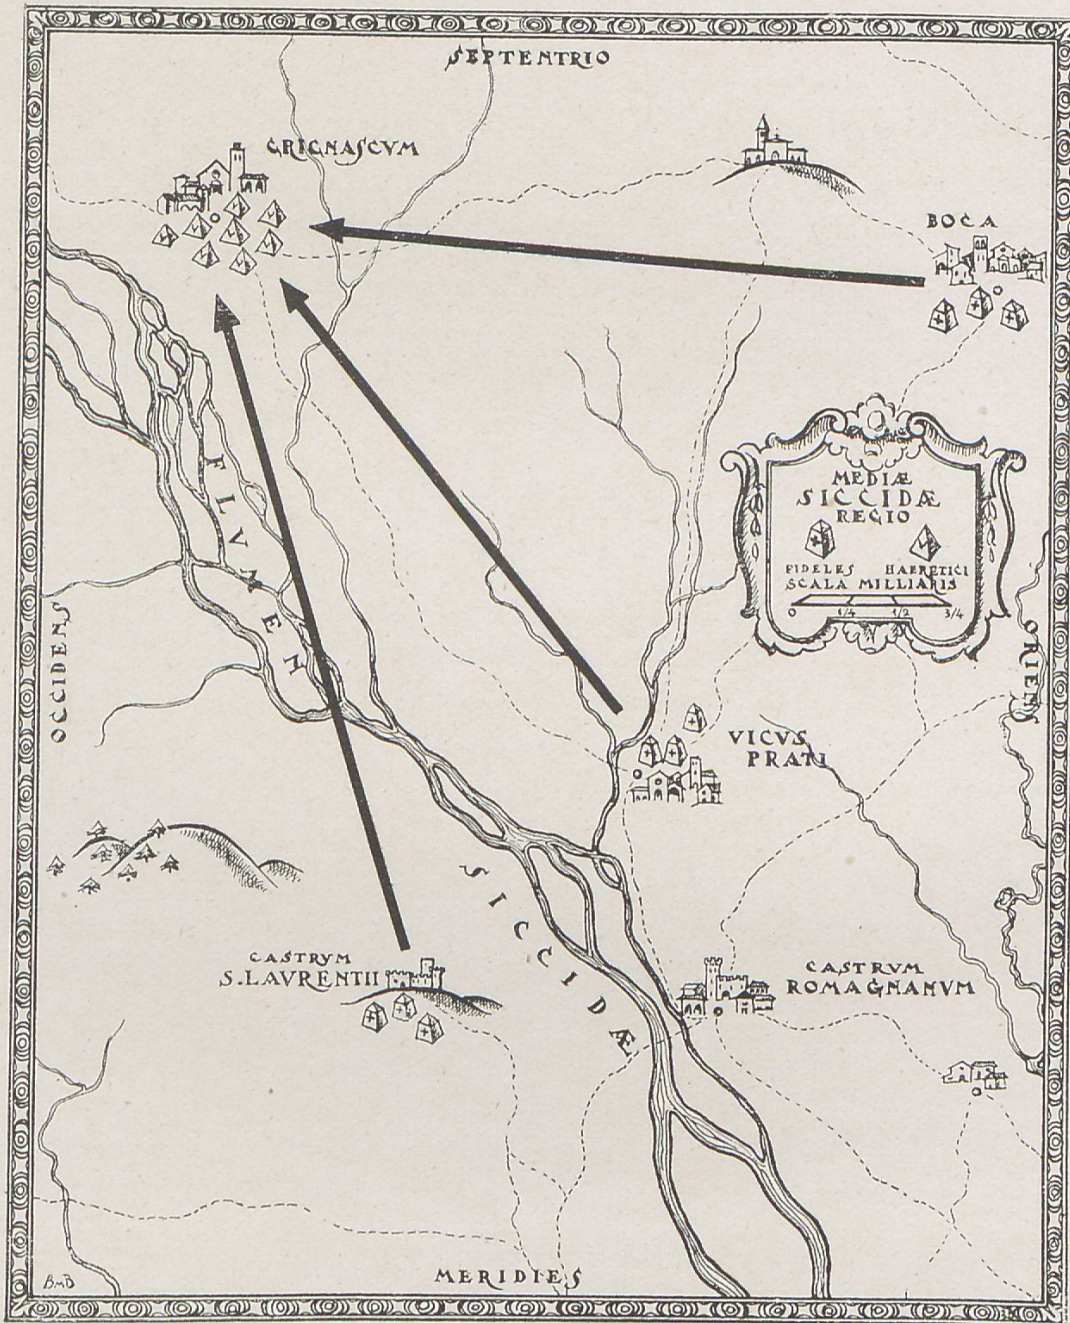 SEPTENTRIO
GRIGNASCVM
BOCA
MEDIÆ
SICCIDÆ
REGIO
FIDELES HAERETICI
SCALA MILLIARIS
0 1/4 1/2 3/4
FLVMEN
OCCIDENS
ORIENS
VICVS
PRATI
SICCIDÆ
CASTRVM
S. LAVRENTII
CASTRVM
ROMAGNANVM
MERIDIES
BMB